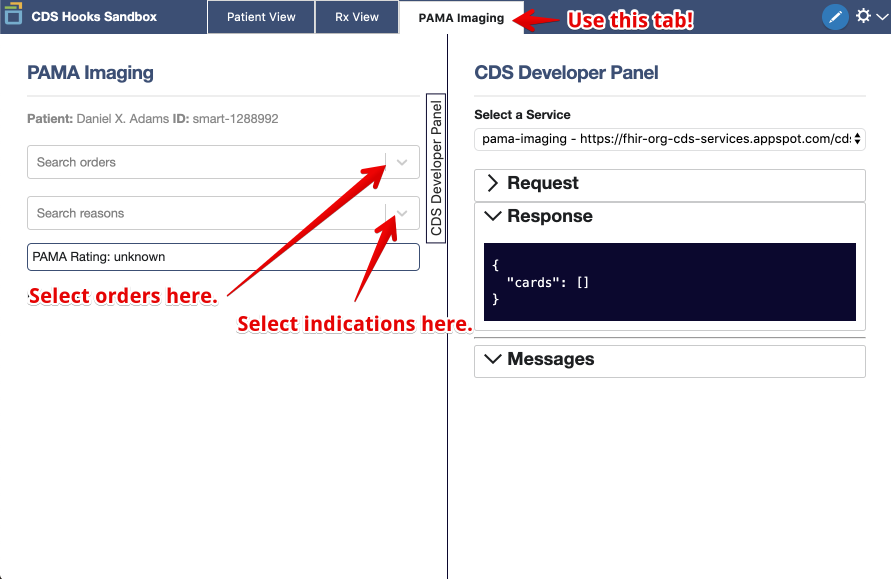 CDS Hooks Sandbox
Patient View
Rx View
PAMA Imaging
Use this tab!
PAMA Imaging
Patient: Daniel X. Adams ID: smart-1288992
Search orders
Search reasons
PAMA Rating: unknown
Select orders here.
Select indications here.
CDS Developer Panel
CDS Developer Panel
Select a Service
pama-imaging - https://fhir-org-cds-services.appspot.com/cds
Request
Response
{
"cards": []
}
Messages